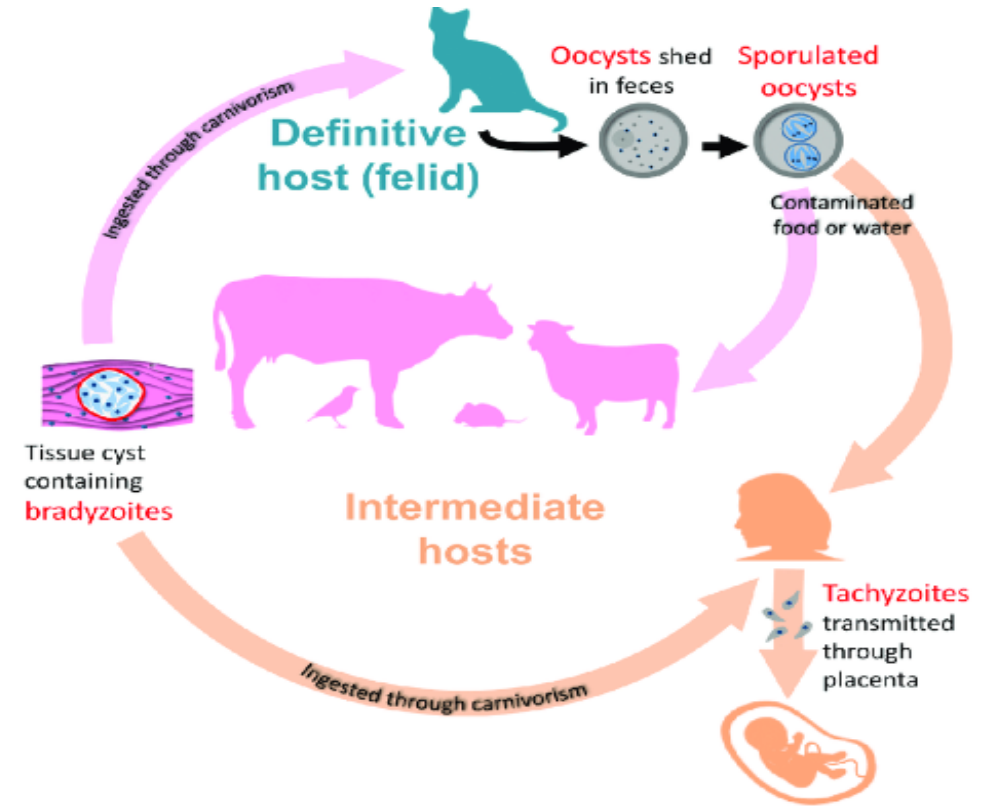 Ingested through carnivorism
Definitive
host (felid)
Oocysts shed
in feces
Sporulated
oocysts
Contaminated
food or water
Tissue cyst
containing
bradyzoites
Intermediate
hosts
Tachyzoites
transmitted
through
placenta
Ingested through carnivorism